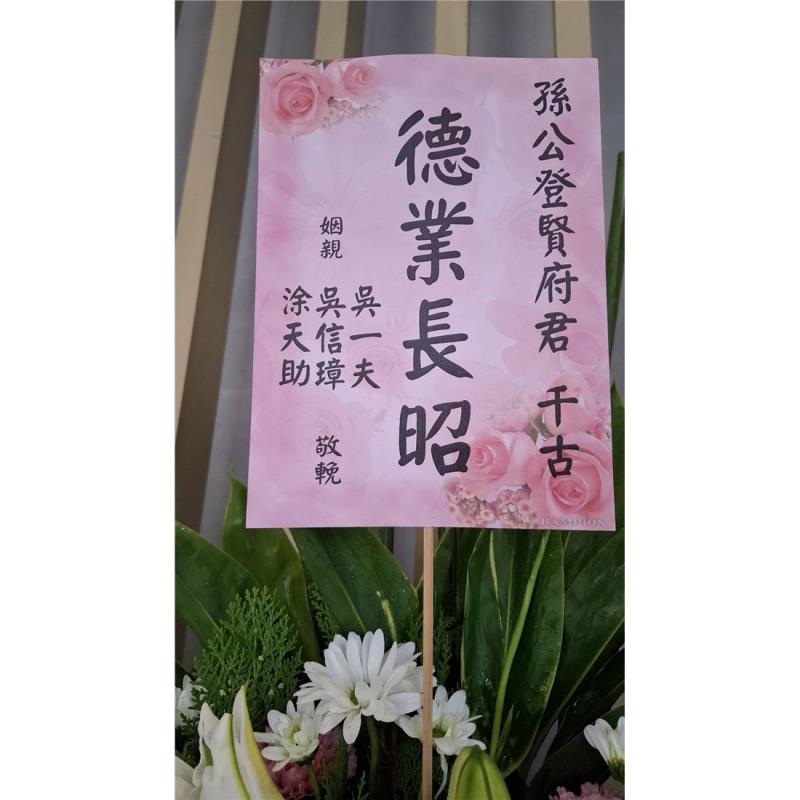 孫公登賢府君 千古
德業長昭
吳一夫
姻親 吳信璋 敬輓
涂天助